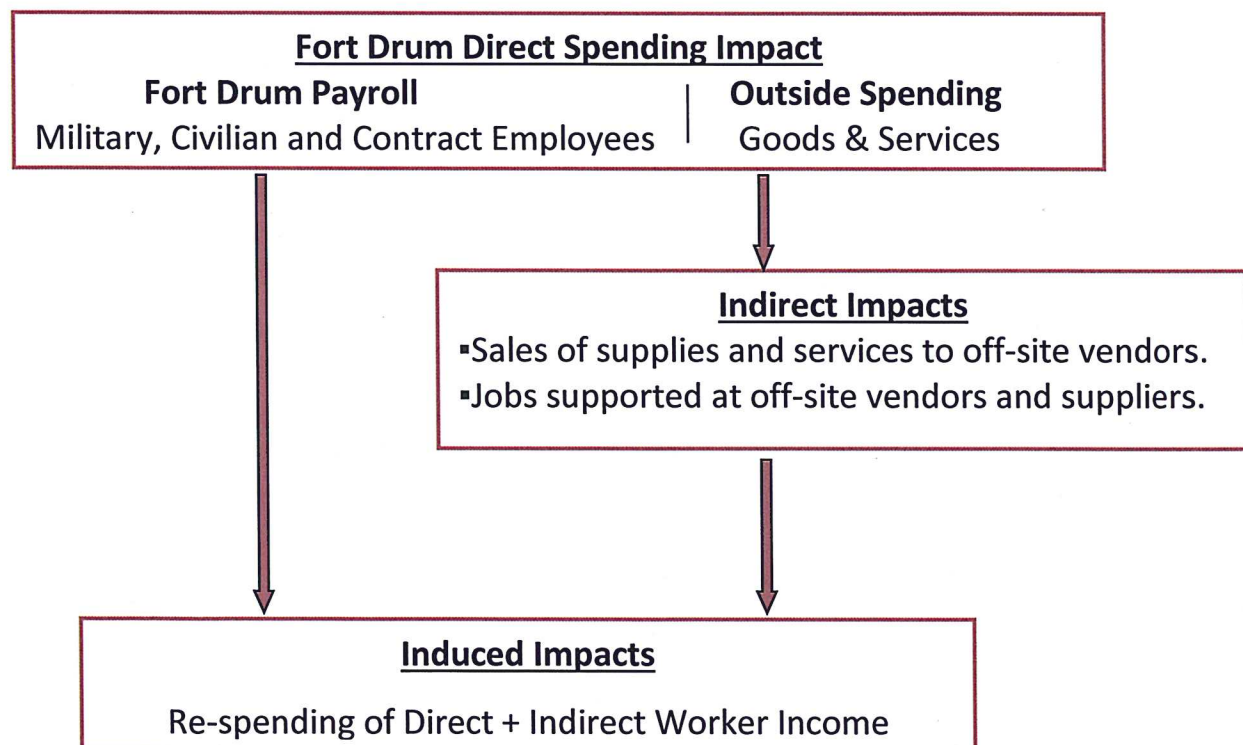 Fort Drum Direct Spending Impact
Fort Drum Payroll
Military, Civilian and Contract Employees
Outside Spending
Goods & Services
Indirect Impacts
▪Sales of supplies and services to off-site vendors.
▪Jobs supported at off-site vendors and suppliers.
Induced Impacts
Re-spending of Direct + Indirect Worker Income